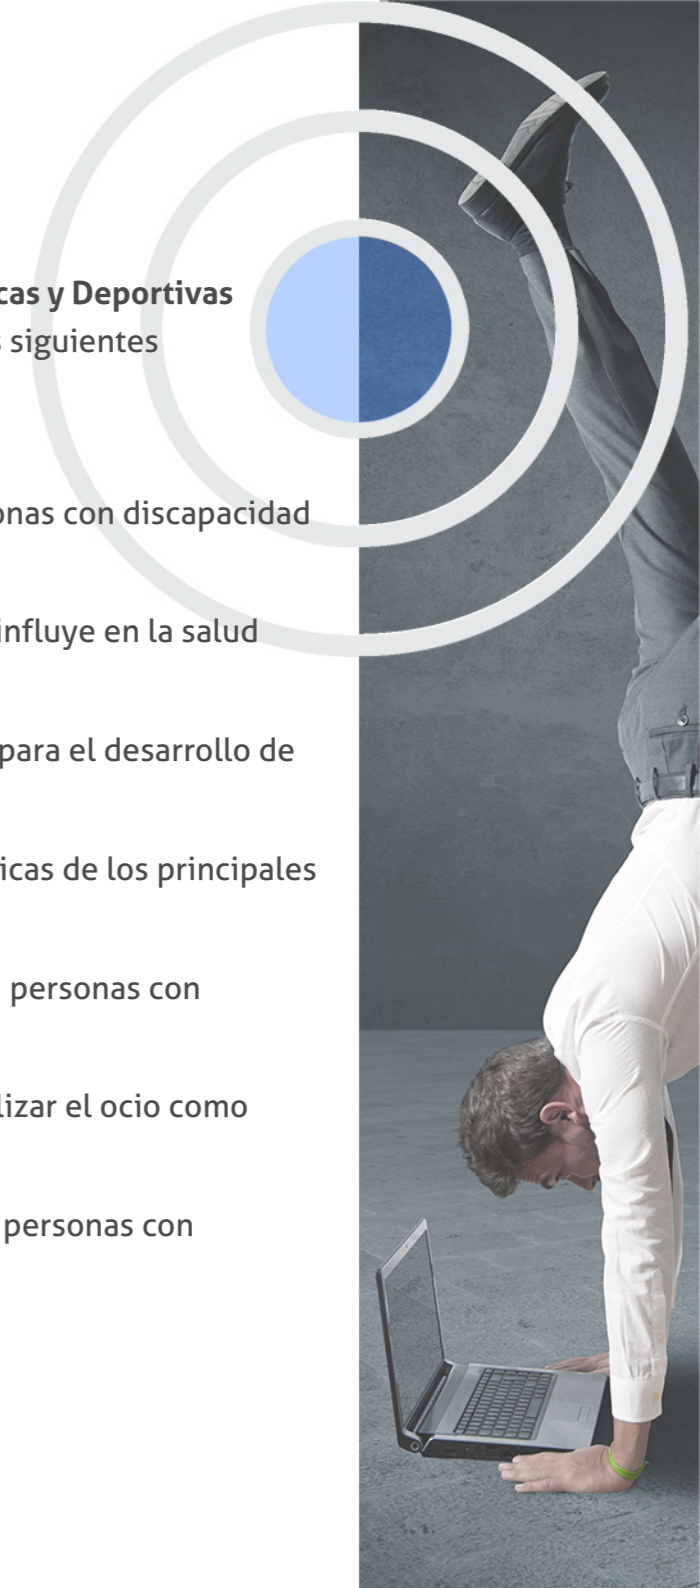 cas y Deportivas
s siguientes
onas con discapacidad
influye en la salud
para el desarrollo de
icas de los principales
personas con
lizar el ocio como
personas con